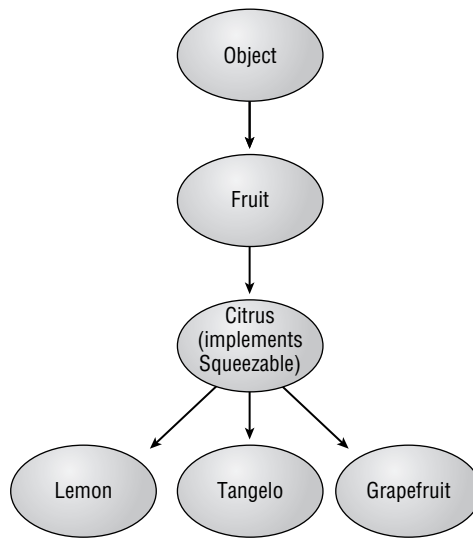 Object
Fruit
Citrus
(implements
Squeezable)
Lemon
Tangelo
Grapefruit